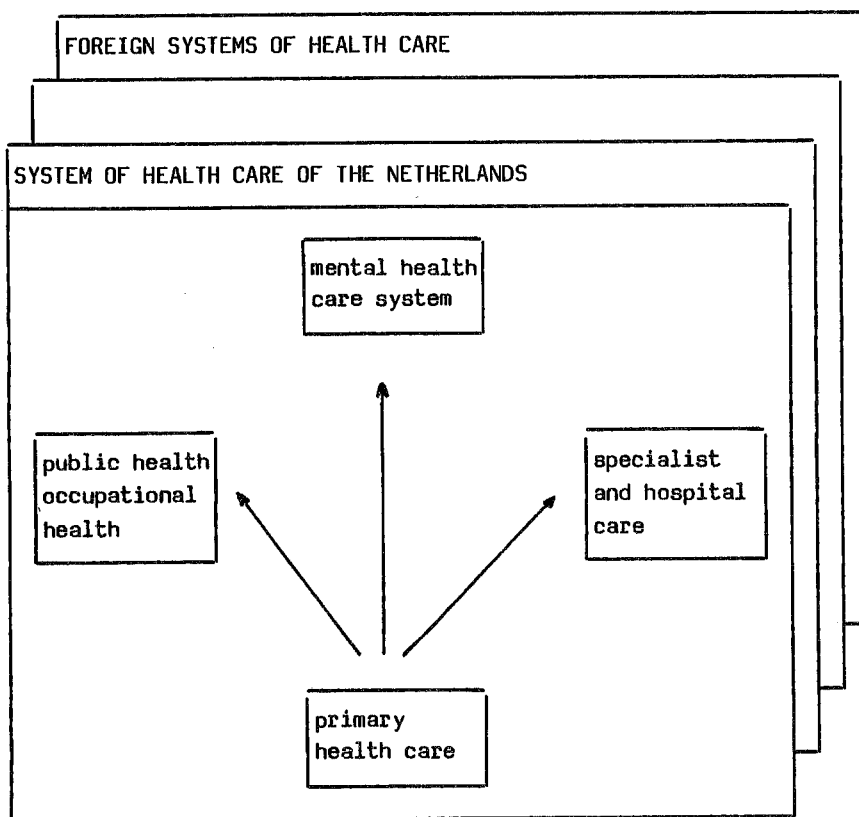 FOREIGN SYSTEMS OF HEALTH CARE
SYSTEM OF HEALTH CARE OF THE NETHERLANDS
mental health
care system
public health
occupational
health
specialist
and hospital
care
primary
health care